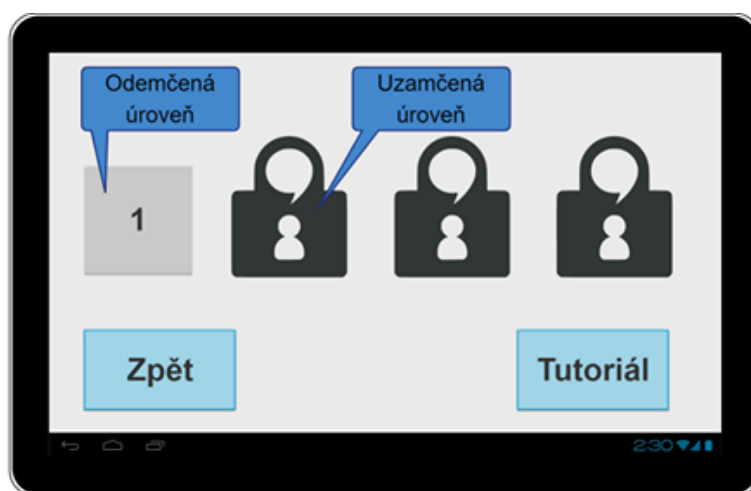 Odemčená
úroveň
Uzamčená
úroveň
1
Zpět
Tutoriál
2:30